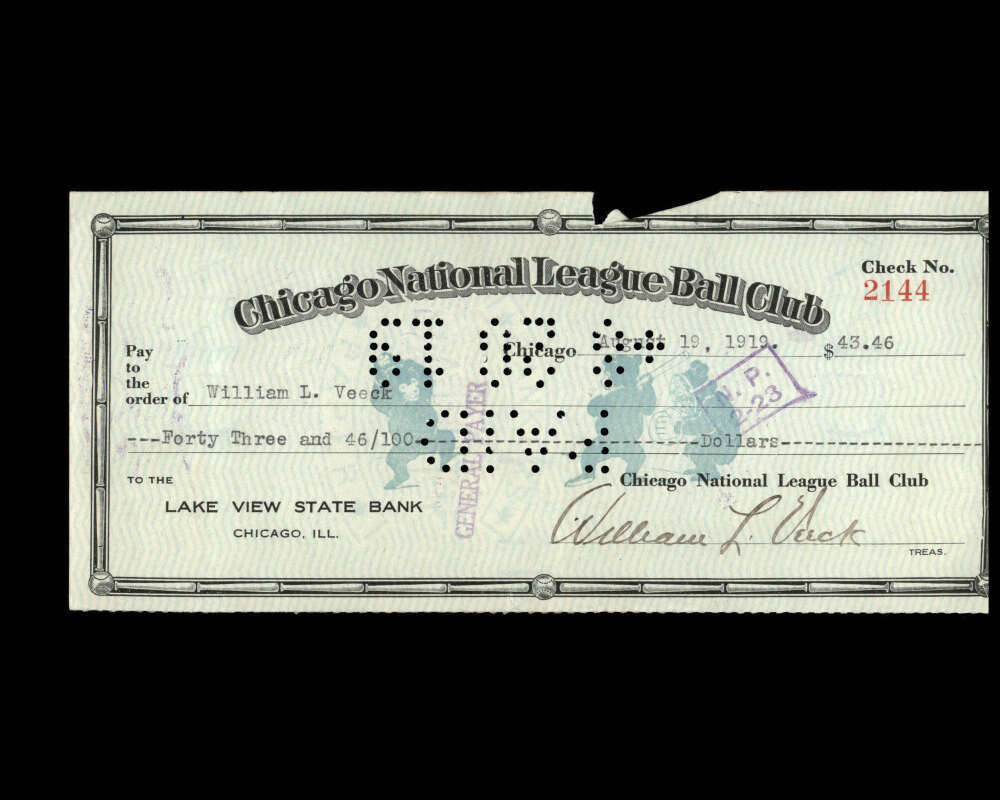 Chicago National League Ball Club
Check No.
2144
Chicago August 19, 1919. $43.46
Pay
to
the
order of William L. Veeck
---Forty Three and 46/100-----Dollars-----
GENERAL PAYER
TO THE
LAKE VIEW STATE BANK
CHICAGO, ILL.
Chicago National League Ball Club
William L. Veeck
TREAS.